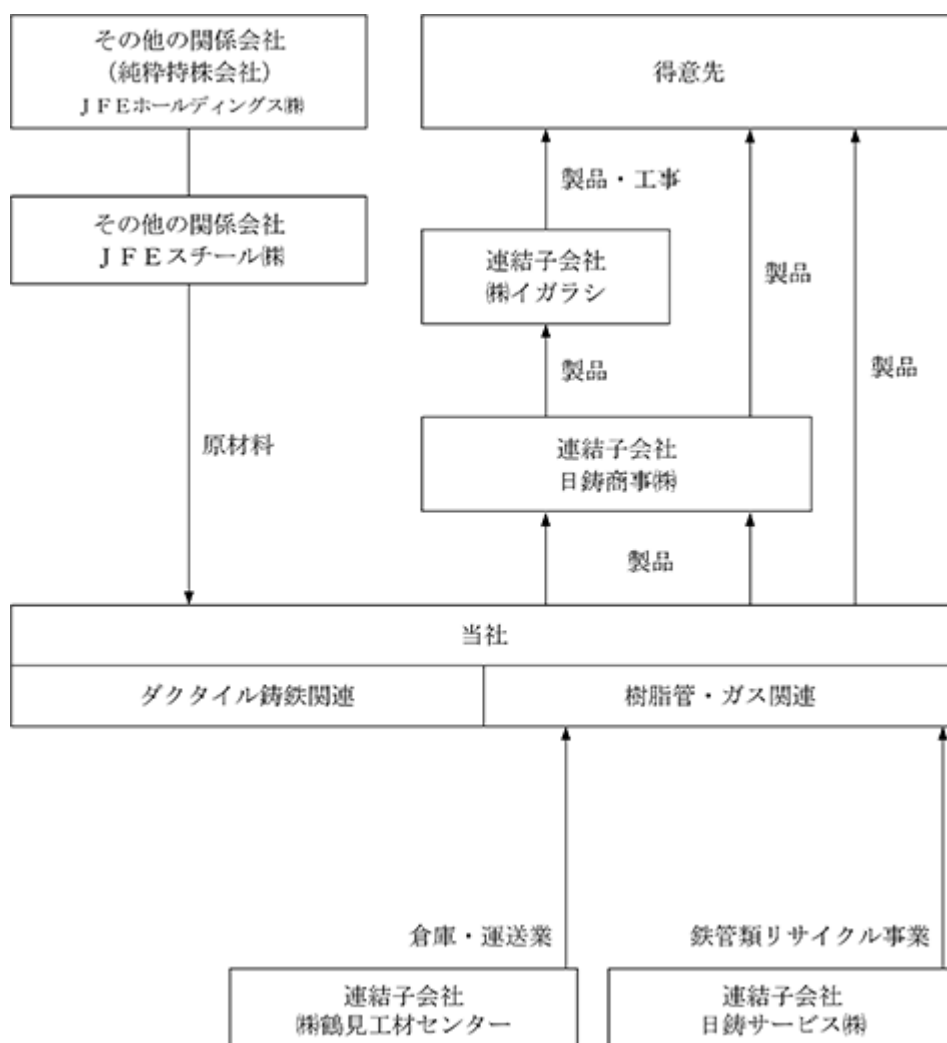 その他の関係会社
（純粋持株会社）
ＪＦＥホールディングス㈱
得意先
製品・工事
その他の関係会社
ＪＦＥスチール㈱
連結子会社
㈱イガラシ
製品
製品
製品
原材料
連結子会社
日鋳商事㈱
製品
当社
ダクタイル鋳鉄関連
樹脂管・ガス関連
倉庫・運送業
鉄管類リサイクル事業
連結子会社
㈱鶴見工材センター
連結子会社
日鋳サービス㈱